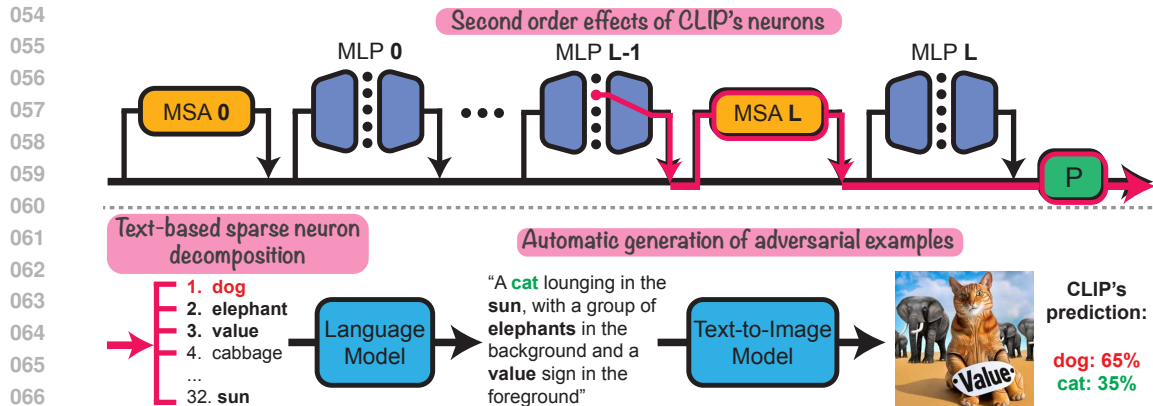 054
055
056
057
058
059
060
061
062
063
064
065
066
Second order effects of CLIP's neurons
MLP 0
MLP L-1
MLP L
MSA 0
MSA L
P
Text-based sparse neuron
decomposition
Automatic generation of adversarial examples
1. dog
2. elephant
3. value
4. cabbage
...
32. sun
Language
Model
“A cat lounging in the
sun, with a group of
elephants in the
background and a
value sign in the
foreground”
Text-to-Image
Model
Value
CLIP's
prediction:
dog: 65%
cat: 35%